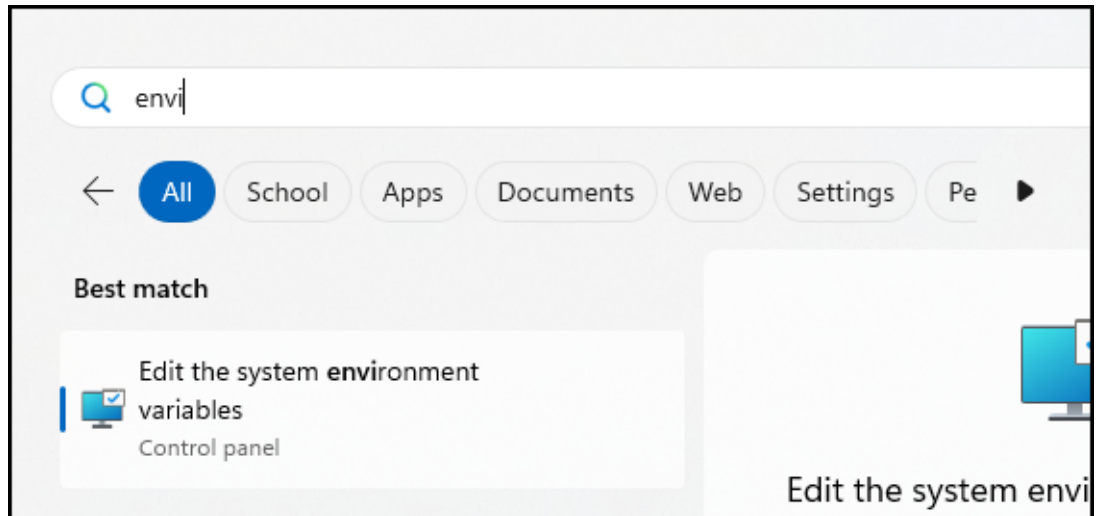 envi
All School Apps Documents Web Settings Pe
Best match
Edit the system environment
variables
Control panel
Edit the system envi